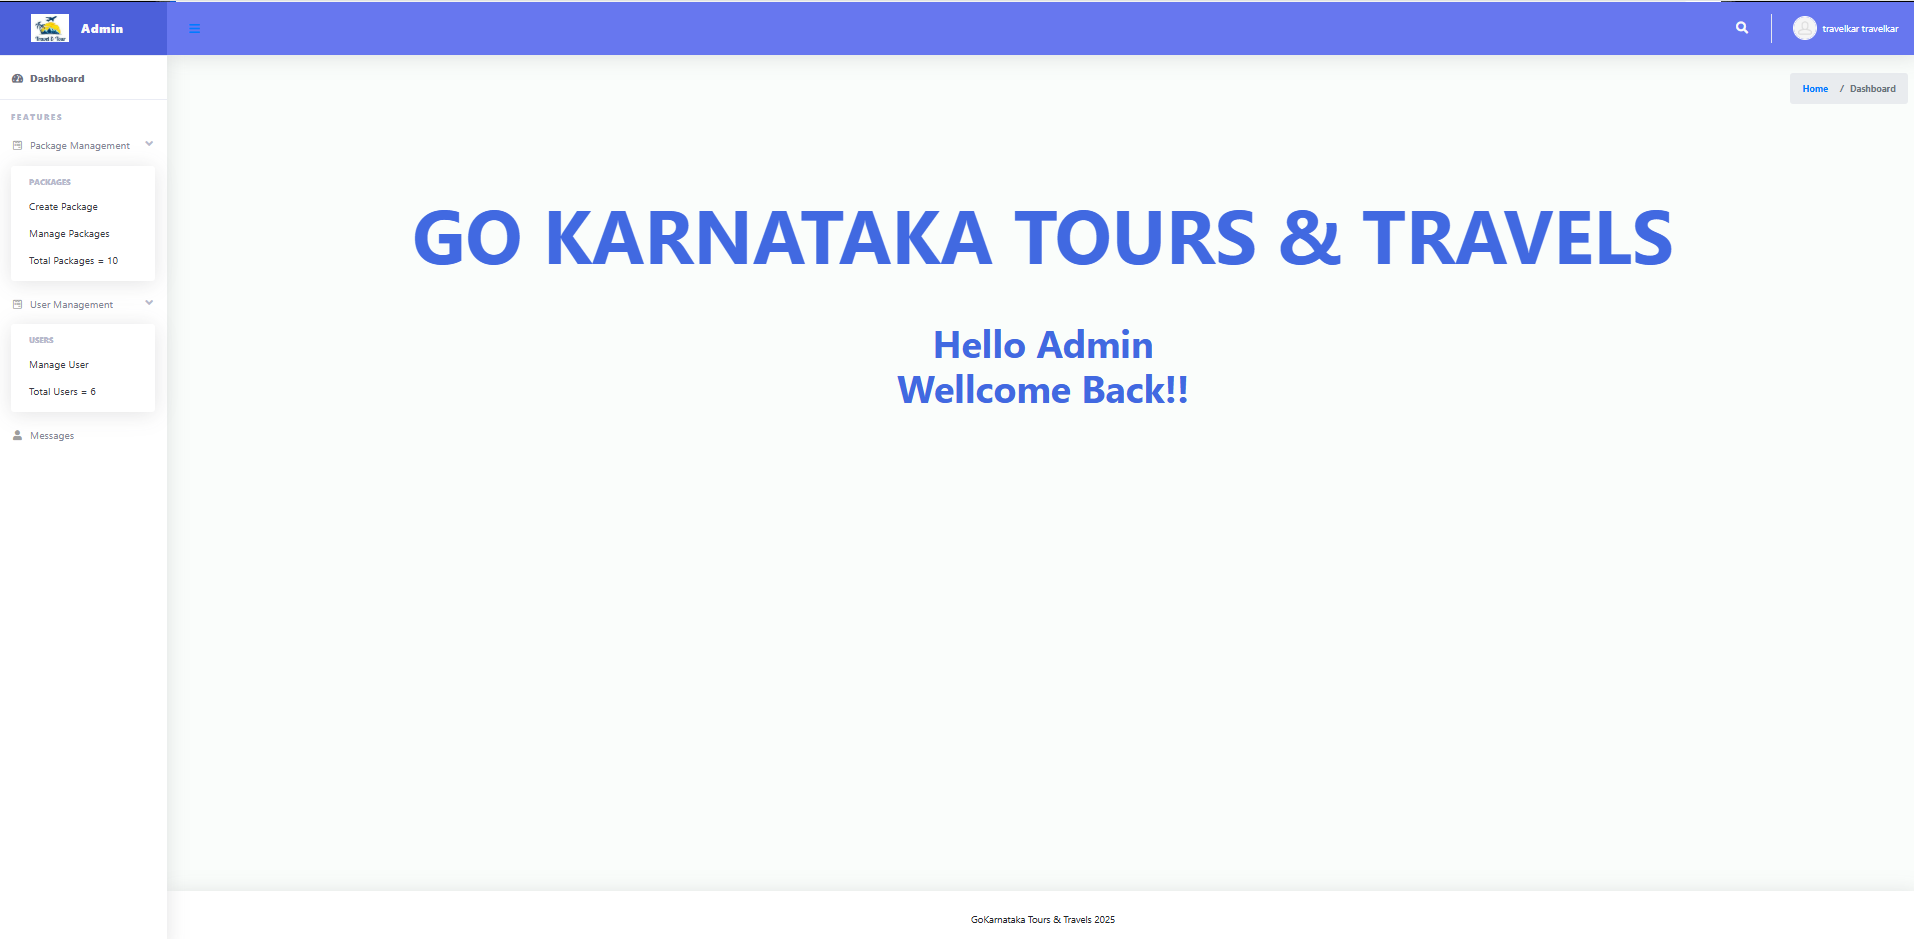 Travel & Tour
Admin
travelkar travelkar
Dashboard
Home / Dashboard
FEATURES
Package Management
PACKAGES
Create Package
Manage Packages
Total Packages = 10
User Management
USERS
Manage User
Total Users = 6
Messages
GO KARNATAKA TOURS & TRAVELS
Hello Admin
Wellcome Back!!
GoKarnataka Tours & Travels 2025